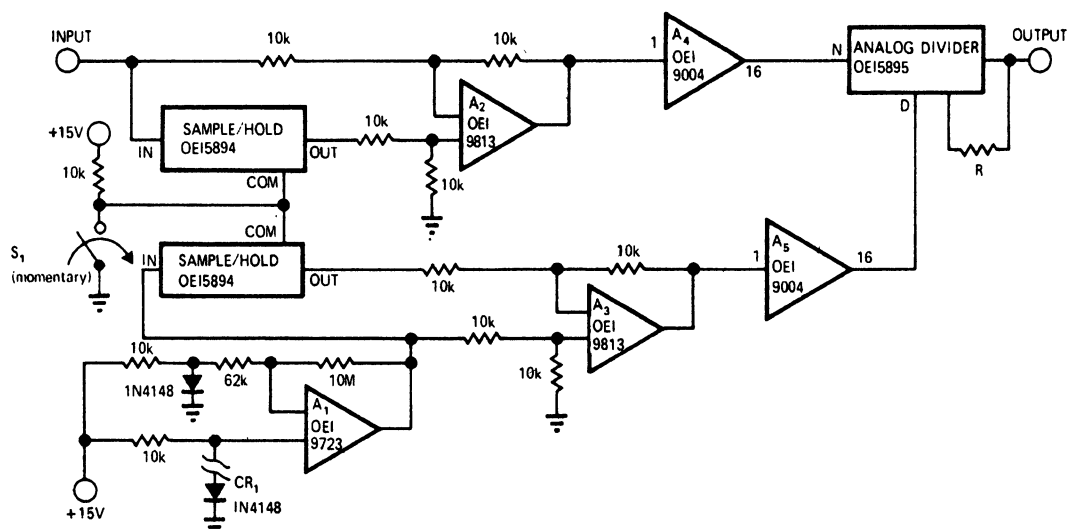 INPUT
10k
10k
A4
OEI
9004
1
16
N
ANALOG DIVIDER
OEI5895
OUTPUT
D
R
+15V
10k
IN
SAMPLE/HOLD
OEI5894
OUT
COM
10k
10k
A2
OEI
9813
S1
(momentary)
COM
IN
SAMPLE/HOLD
OEI5894
OUT
10k
10k
A3
OEI
9813
1
A5
OEI
9004
16
10k
10k
10k
1N4148
62k
10M
A1
OEI
9723
10k
CR1
IN4148
+15V